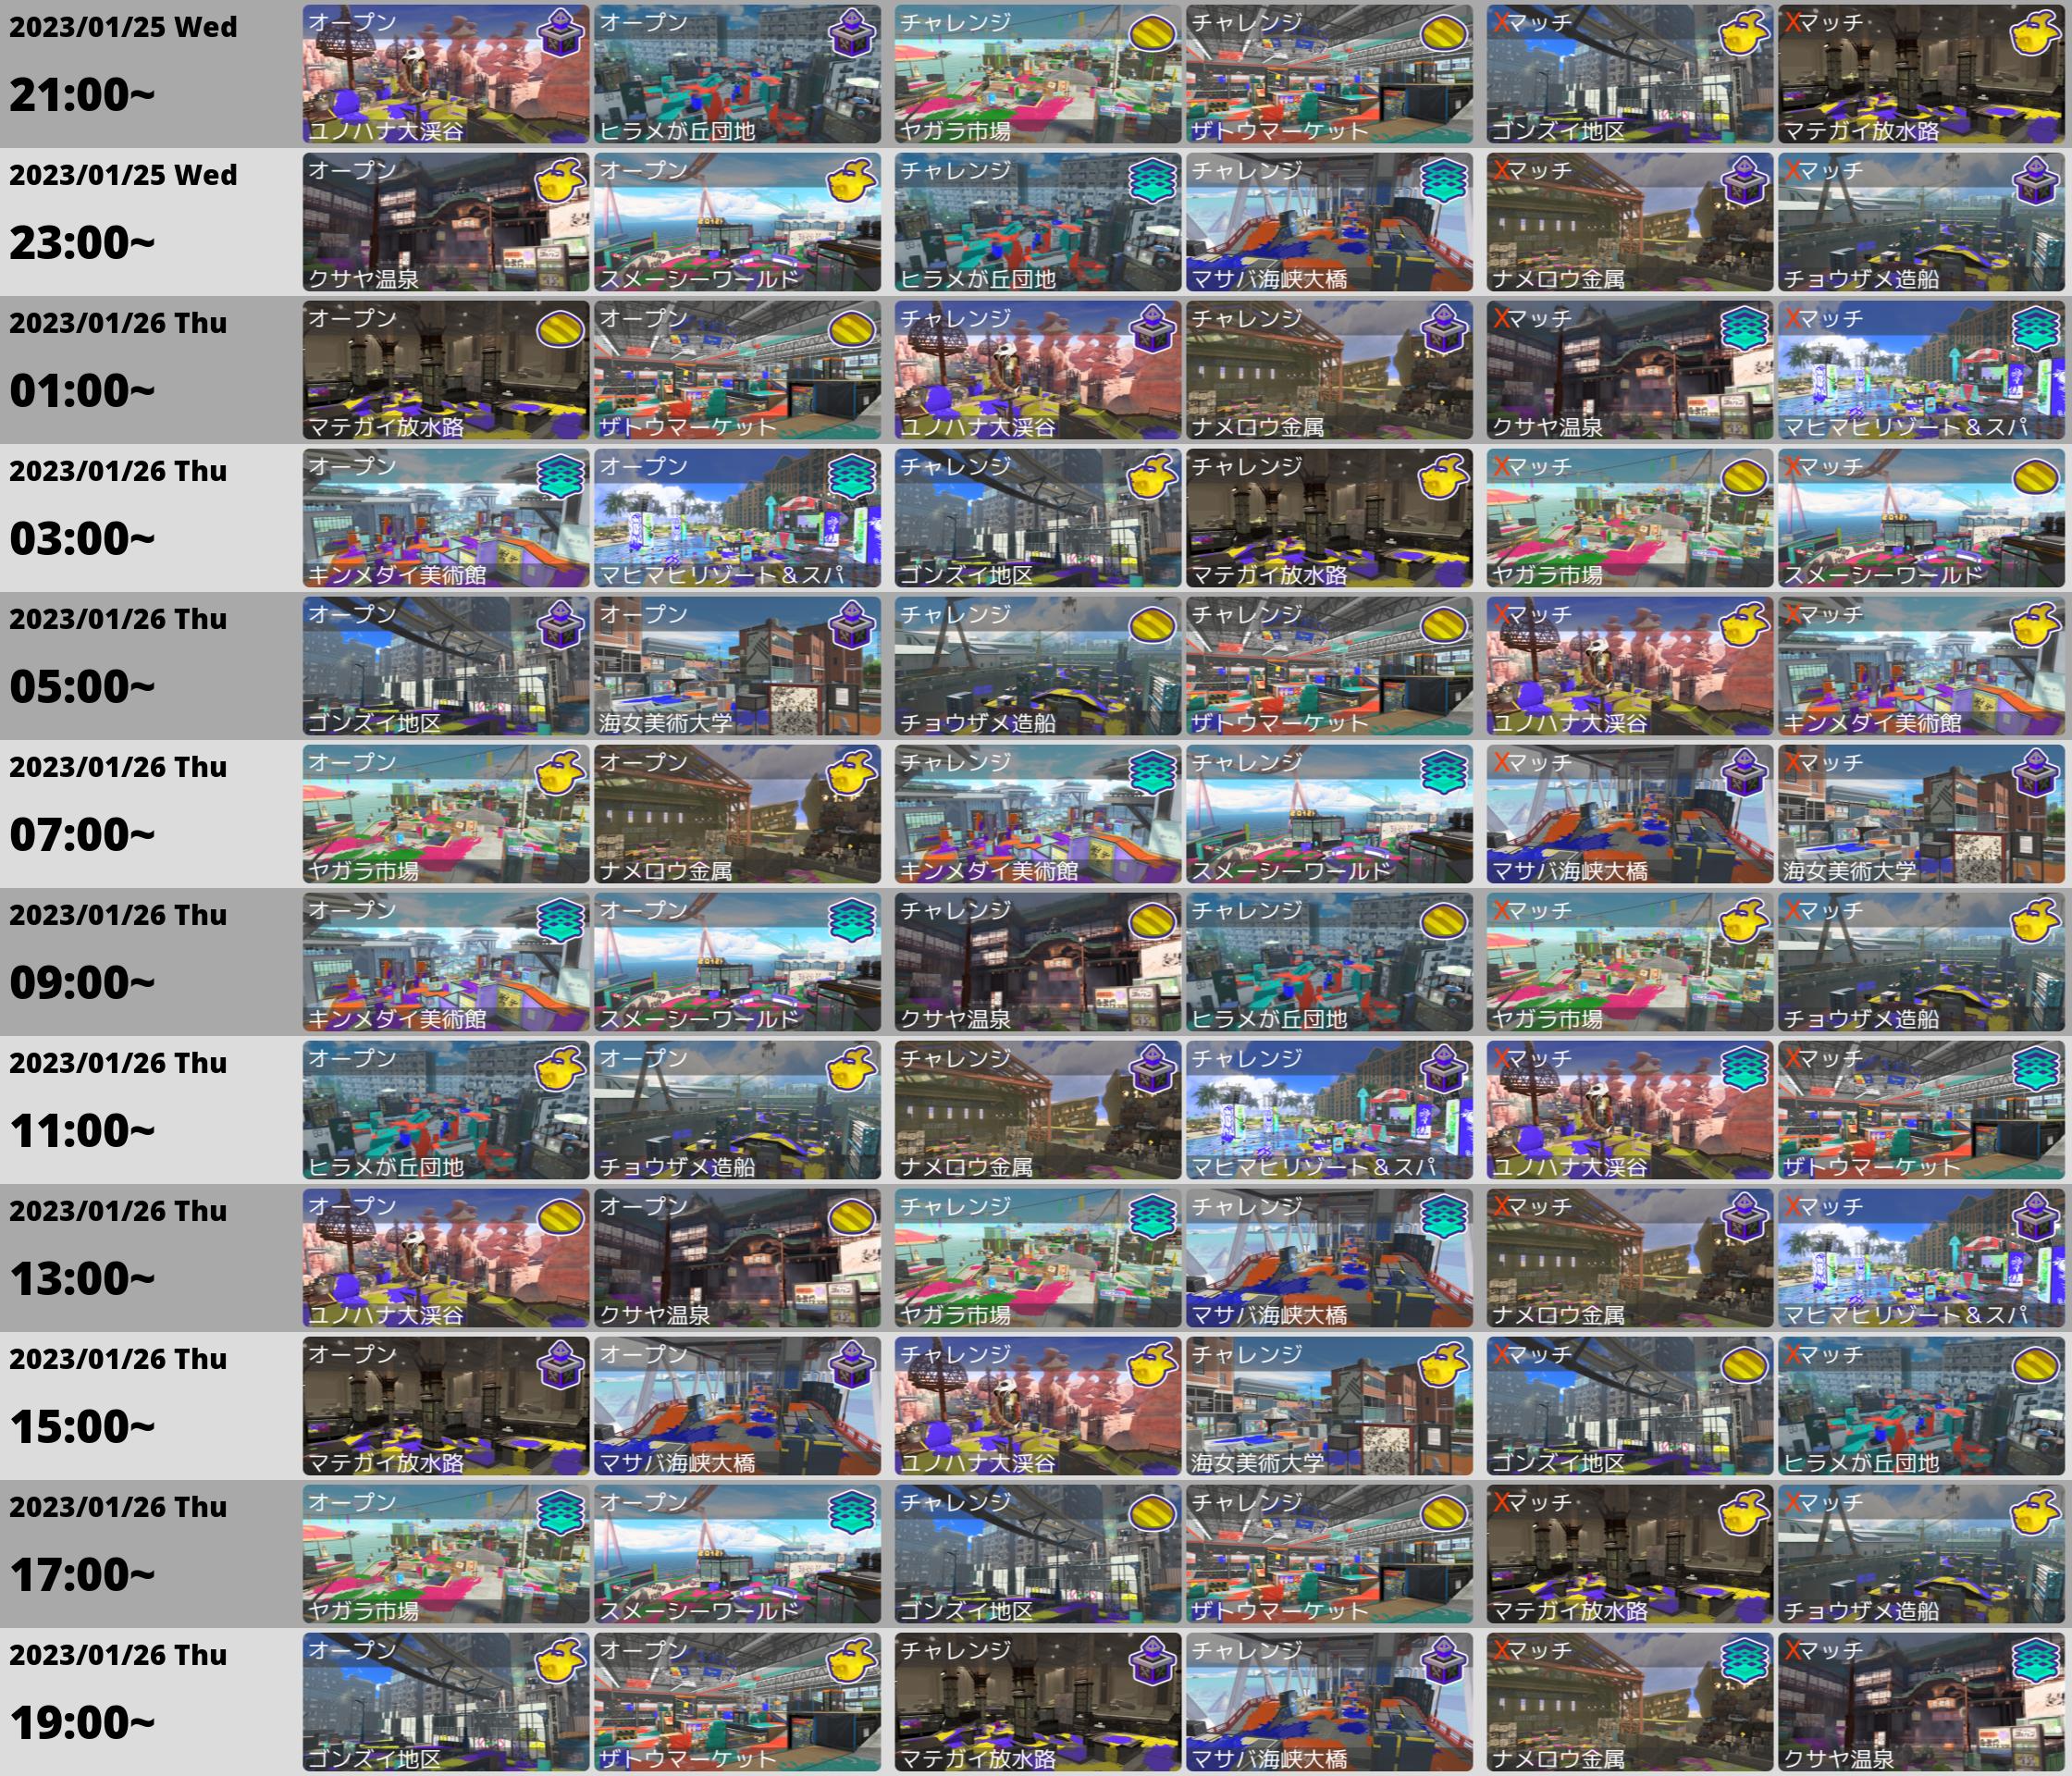 2023/01/25 Wed
21:00~
オープン オープン チャレンジ チャレンジ Xマッチ Xマッチ
ユノハナ大渓谷 ヒラメが丘団地 ヤガラ市場 ザトウマーケット ゴンズイ地区 マテガイ放水路
2023/01/25 Wed
23:00~
オープン オープン チャレンジ チャレンジ Xマッチ Xマッチ
クサヤ温泉 スメーシーワールド ヒラメが丘団地 マサバ海峡大橋 ナメロウ金属 チョウザメ造船
2023/01/26 Thu
01:00~
オープン オープン チャレンジ チャレンジ Xマッチ Xマッチ
マテガイ放水路 ザトウマーケット ユノハナ大渓谷 ナメロウ金属 クサヤ温泉 マヒマヒリゾート&スパ
2023/01/26 Thu
03:00~
オープン オープン チャレンジ チャレンジ Xマッチ Xマッチ
キンメダイ美術館 マヒマヒリゾート&スパ ゴンズイ地区 マテガイ放水路 ヤガラ市場 スメーシーワールド
2023/01/26 Thu
05:00~
オープン オープン チャレンジ チャレンジ Xマッチ Xマッチ
ゴンズイ地区 海女美術大学 チョウザメ造船 ザトウマーケット ユノハナ大渓谷 キンメダイ美術館
2023/01/26 Thu
07:00~
オープン オープン チャレンジ チャレンジ Xマッチ Xマッチ
ヤガラ市場 ナメロウ金属 キンメダイ美術館 スメーシーワールド マサバ海峡大橋 海女美術大学
2023/01/26 Thu
09:00~
オープン オープン チャレンジ チャレンジ Xマッチ Xマッチ
キンメダイ美術館 スメーシーワールド クサヤ温泉 ヒラメが丘団地 ヤガラ市場 チョウザメ造船
2023/01/26 Thu
11:00~
オープン オープン チャレンジ チャレンジ Xマッチ Xマッチ
ヒラメが丘団地 チョウザメ造船 ナメロウ金属 マヒマヒリゾート&スパ ユノハナ大渓谷 ザトウマーケット
2023/01/26 Thu
13:00~
オープン オープン チャレンジ チャレンジ Xマッチ Xマッチ
ユノハナ大渓谷 クサヤ温泉 ヤガラ市場 マサバ海峡大橋 ナメロウ金属 マヒマヒリゾート&スパ
2023/01/26 Thu
15:00~
オープン オープン チャレンジ チャレンジ Xマッチ Xマッチ
マテガイ放水路 マサバ海峡大橋 ユノハナ大渓谷 海女美術大学 ゴンズイ地区 ヒラメが丘団地
2023/01/26 Thu
17:00~
オープン オープン チャレンジ チャレンジ Xマッチ Xマッチ
ヤガラ市場 スメーシーワールド ゴンズイ地区 ザトウマーケット マテガイ放水路 チョウザメ造船
2023/01/26 Thu
19:00~
オープン オープン チャレンジ チャレンジ Xマッチ Xマッチ
ゴンズイ地区 ザトウマーケット マテガイ放水路 マサバ海峡大橋 ナメロウ金属 クサヤ温泉